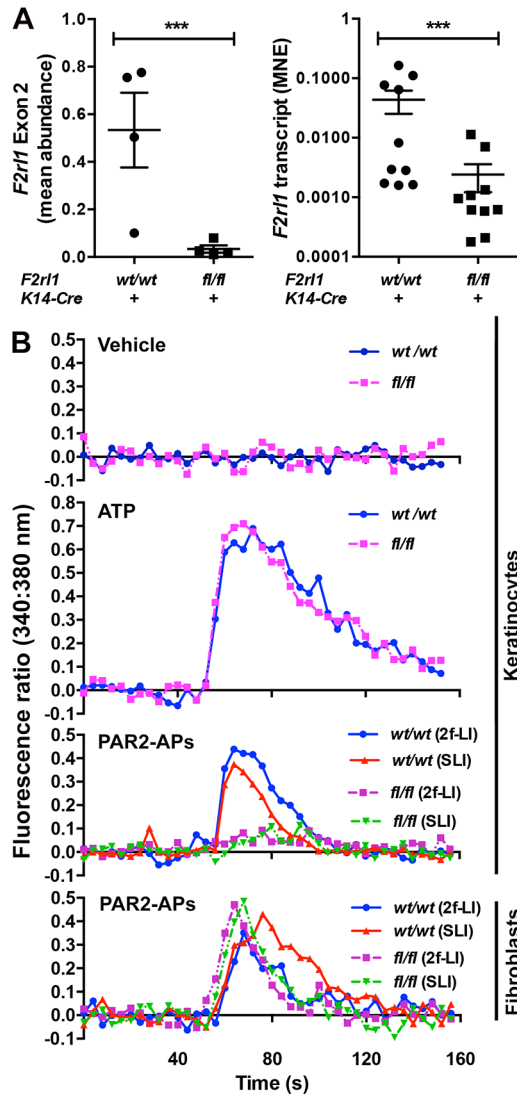 A
***
***
F2rl1 Exon 2
(mean abundance)
1.0
0.8
0.6
0.4
0.2
0.0
F2rl1 transcript (MNE)
0.1000
0.0100
0.0010
0.0001
F2rl1 wt/wt fl/fl
K14-Cre + +
F2rl1 wt/wt fl/fl
K14-Cre + +
B
Fluorescence ratio (340:380 nm)
Vehicle
wt /wt
fl/fl
0.5
0.4
0.3
0.2
0.1
0.0
-0.1
ATP
wt /wt
fl/fl
0.8
0.7
0.6
0.5
0.4
0.3
0.2
0.1
0.0
-0.1
PAR2-APs
wt/wt (2f-LI)
wt/wt (SLI)
fl/fl (2f-LI)
fl/fl (SLI)
0.5
0.4
0.3
0.2
0.1
0.0
-0.1
Keratinocytes
PAR2-APs
wt/wt (2f-LI)
wt/wt (SLI)
fl/fl (2f-LI)
fl/fl (SLI)
0.5
0.4
0.3
0.2
0.1
0.0
-0.1
Fibroblasts
40 80 120 160
Time (s)